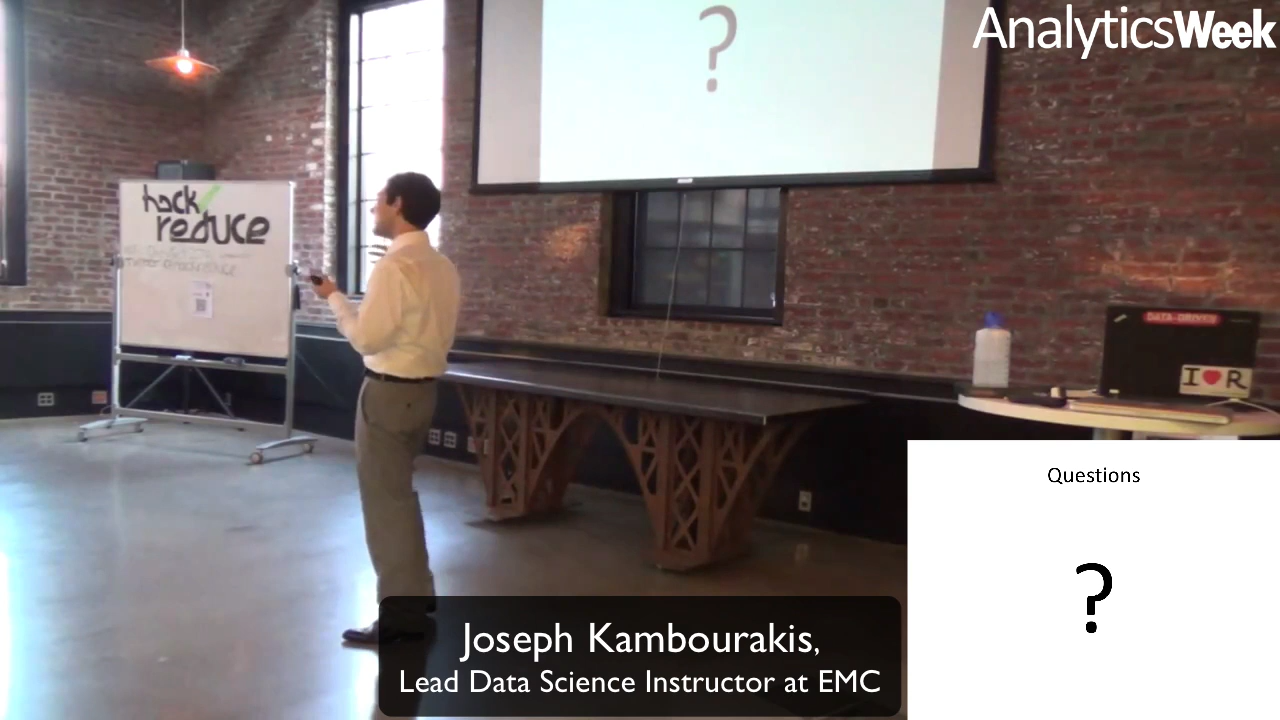 ?
AnalyticsWeek
hack/
reduce
DATA-DRIVEN
I R
Questions
?
Joseph Kambourakis,
Lead Data Science Instructor at EMC